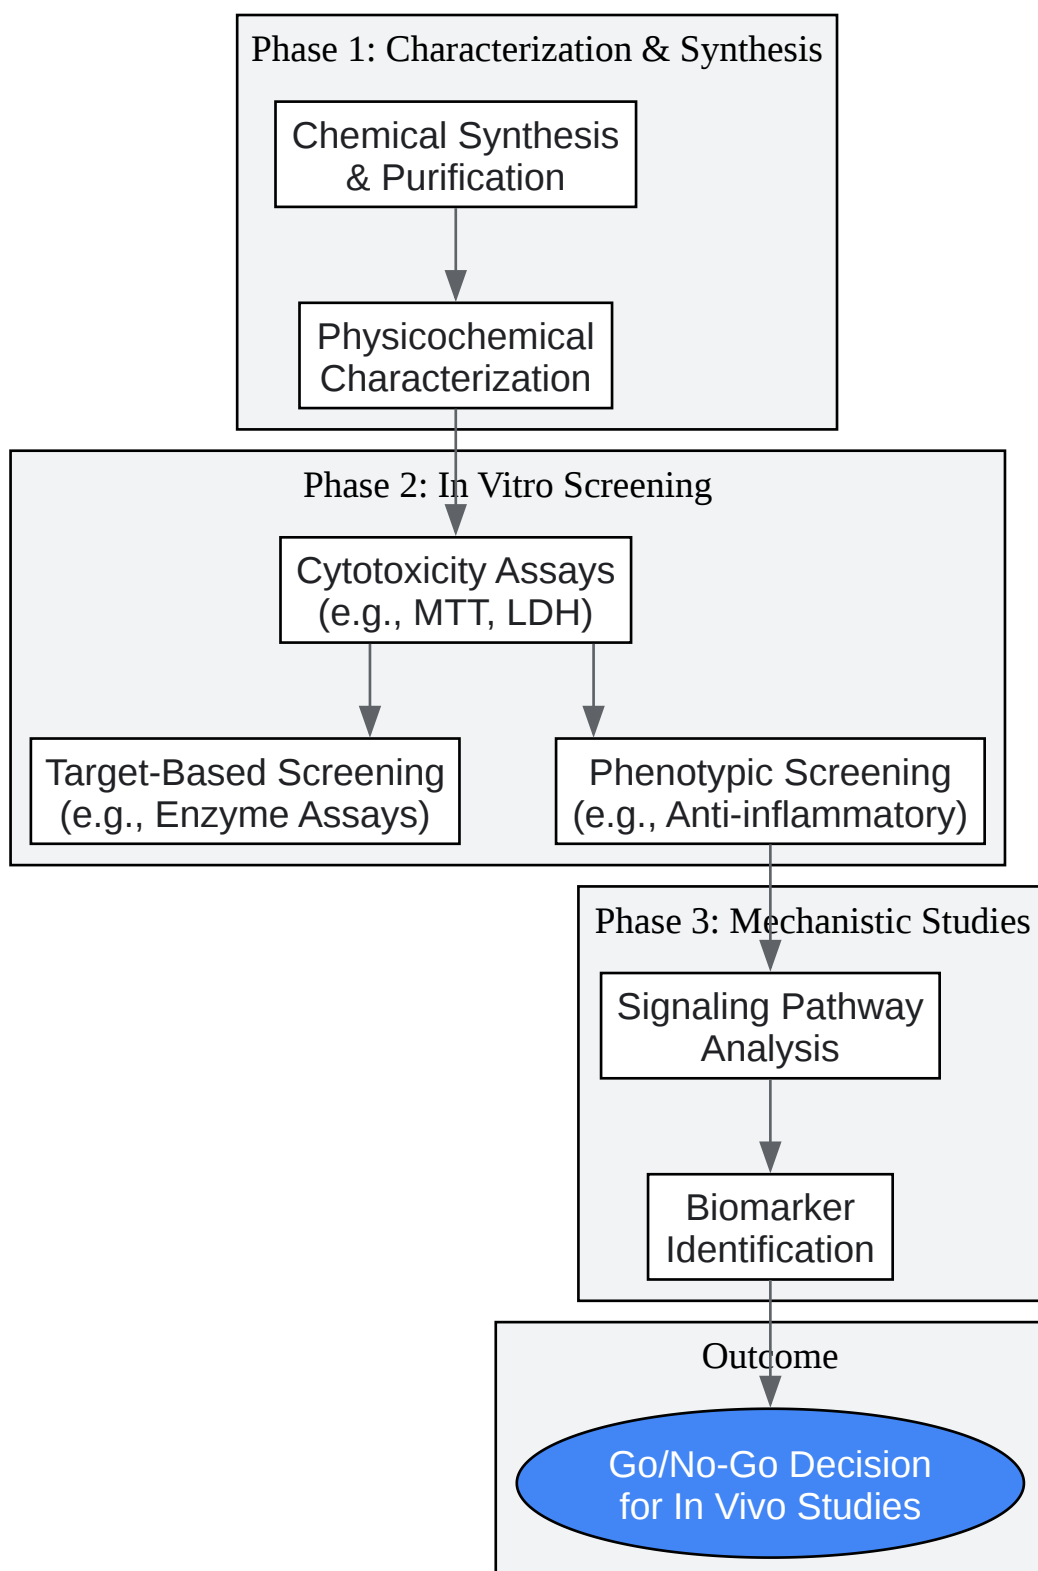 Phase 1: Characterization & Synthesis
Chemical Synthesis
& Purification
Physicochemical
Characterization
Phase 2: In Vitro Screening
Cytotoxicity Assays
(e.g., MTT, LDH)
Target-Based Screening
(e.g., Enzyme Assays)
Phenotypic Screening
(e.g., Anti-inflammatory)
Phase 3: Mechanistic Studies
Signaling Pathway
Analysis
Biomarker
Identification
Outcome
Go/No-Go Decision
for In Vivo Studies